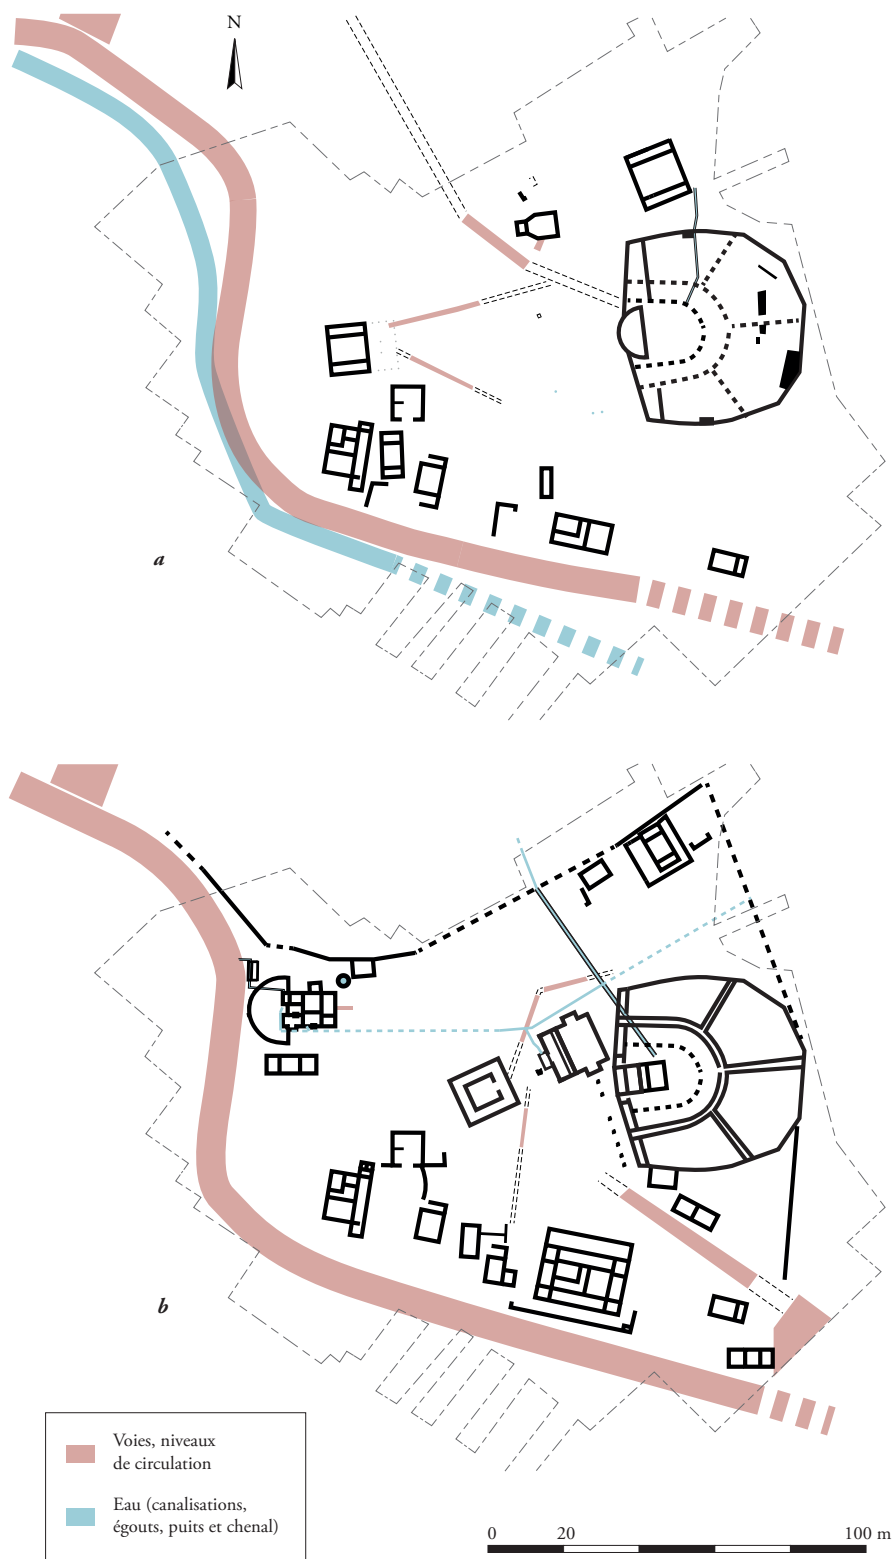 N
a
b
Voies, niveaux
de circulation
Eau (canalisations,
égouts, puits et chenal)
0 20 100 m